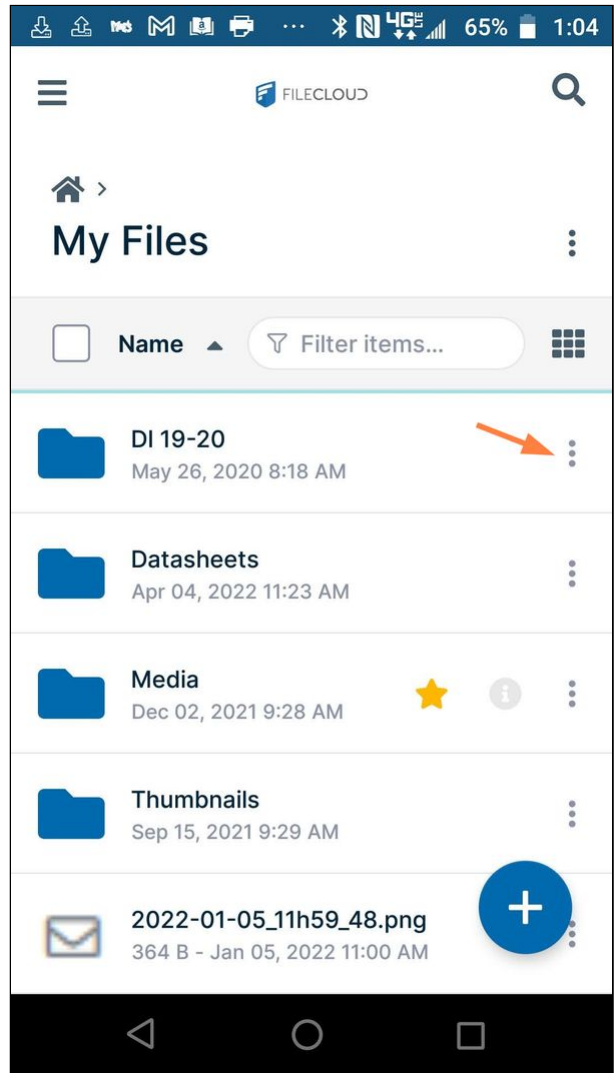 4G LTE 65% 1:04
FILECLOUD
My Files
Name Filter items...
DI 19-20
May 26, 2020 8:18 AM
Datasheets
Apr 04, 2022 11:23 AM
Media
Dec 02, 2021 9:28 AM
Thumbnails
Sep 15, 2021 9:29 AM
2022-01-05_11h59_48.png
364 B - Jan 05, 2022 11:00 AM